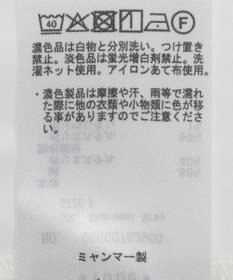 濃色品は白物と分別洗い。つけ置き
禁止。淡色は蛍光増白剤禁止。洗
濯ネット使用。アイロンあて布使用。
・濃色製品は摩擦や汗、雨等で濡れ
た際に他の衣類や小物類に色が移
る事がありますのでご注意下さ
い。
ミャンマー製